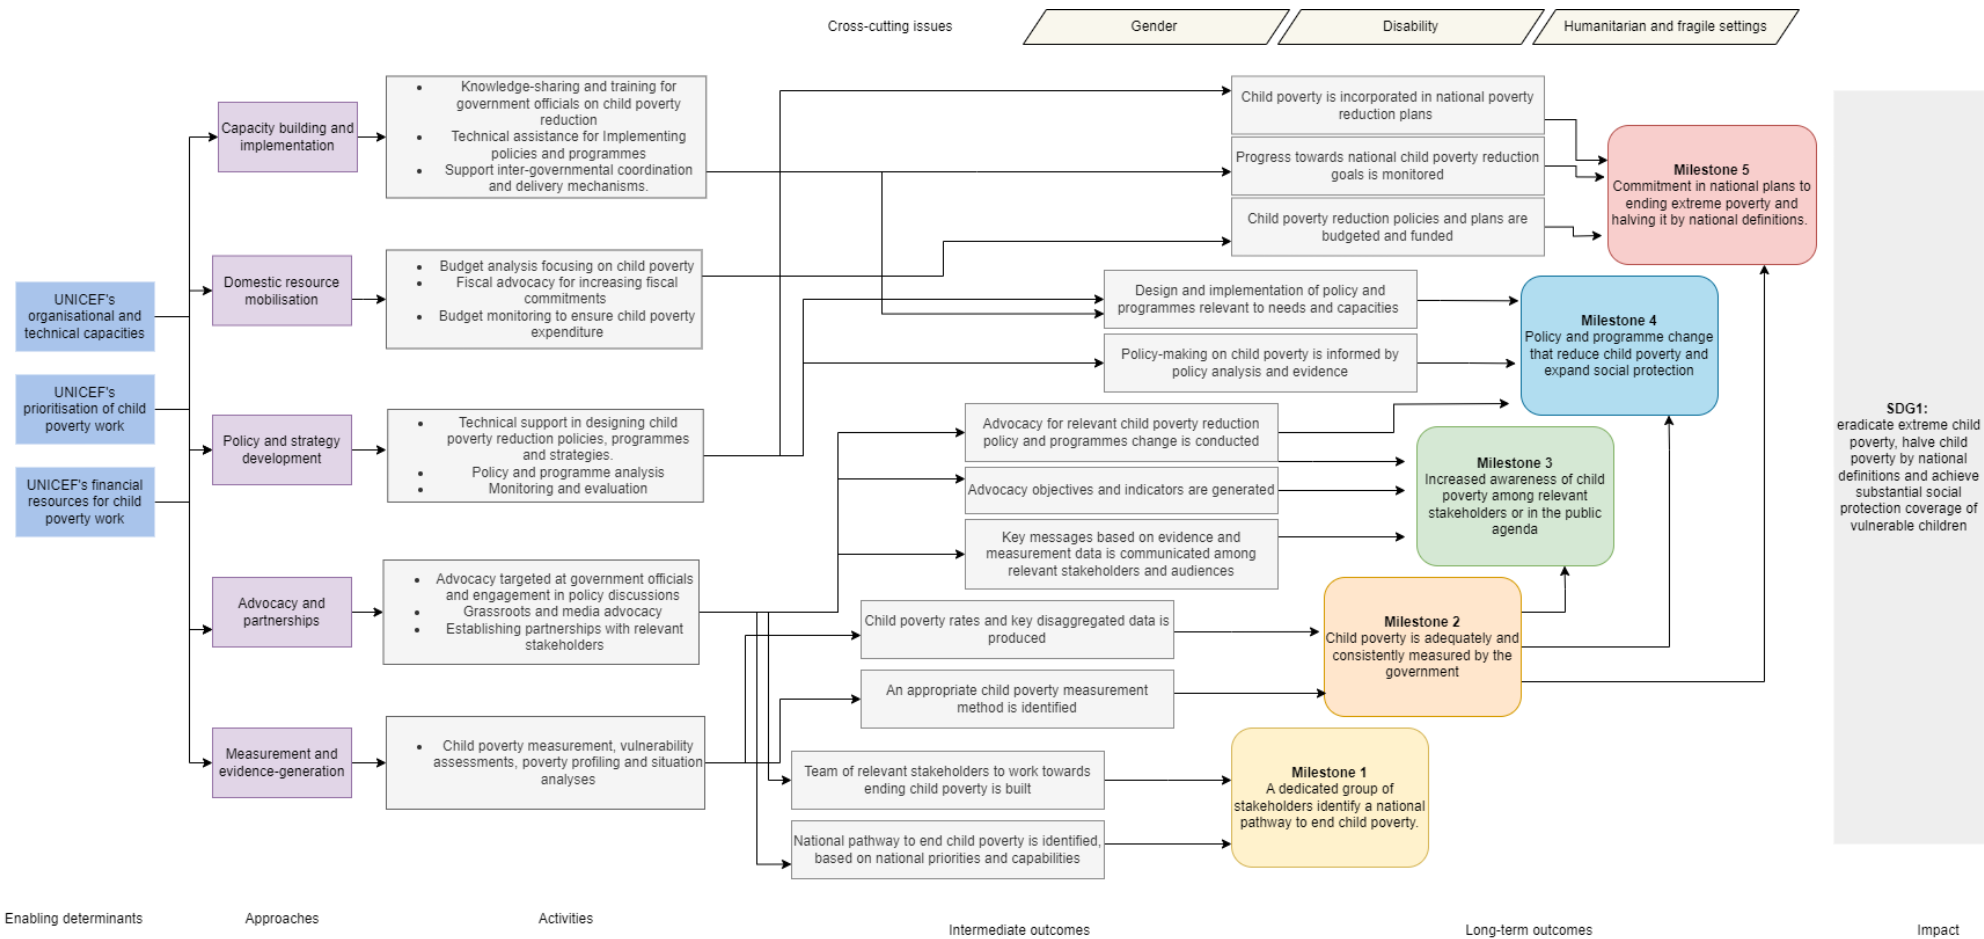 Cross-cutting issues
Gender
Disability
Humanitarian and fragile settings
UNICEF's
organisational and
technical capacities
UNICEF's
prioritisation of child
poverty work
UNICEF's financial
resources for child
poverty work
Capacity building and
implementation
Domestic resource
mobilisation
Policy and strategy
development
Advocacy and
partnerships
Measurement and
evidence-generation
• Knowledge-sharing and training for
government officials on child poverty
reduction
• Technical assistance for Implementing
policies and programmes
• Support inter-governmental coordination
and delivery mechanisms.
• Budget analysis focusing on child poverty
• Fiscal advocacy for increasing fiscal
commitments
• Budget monitoring to ensure child poverty
expenditure
• Technical support in designing child
poverty reduction policies, programmes
and strategies.
• Policy and programme analysis
• Monitoring and evaluation
• Advocacy targeted at government officials
and engagement in policy discussions
• Grassroots and media advocacy
• Establishing partnerships with relevant
stakeholders
• Child poverty measurement, vulnerability
assessments, poverty profiling and situation
analyses
Child poverty is incorporated in national poverty
reduction plans
Progress towards national child poverty reduction
goals is monitored
Child poverty reduction policies and plans are
budgeted and funded
Design and implementation of policy and
programmes relevant to needs and capacities
Policy-making on child poverty is informed by
policy analysis and evidence
Advocacy for relevant child poverty reduction
policy and programmes change is conducted
Advocacy objectives and indicators are generated
Key messages based on evidence and
measurement data is communicated among
relevant stakeholders and audiences
Child poverty rates and key disaggregated data is
produced
An appropriate child poverty measurement
method is identified
Team of relevant stakeholders to work towards
ending child poverty is built
National pathway to end child poverty is identified,
based on national priorities and capabilities
Milestone 5
Commitment in national plans to
ending extreme poverty and
halving it by national definitions.
Milestone 4
Policy and programme change
that reduce child poverty and
expand social protection
Milestone 3
Increased awareness of child
poverty among relevant
stakeholders or in the public
agenda
Milestone 2
Child poverty is adequately and
consistently measured by the
government
Milestone 1
A dedicated group of
stakeholders identify a national
pathway to end child poverty.
SDG1:
eradicate extreme child
poverty, halve child
poverty by national
definitions and achieve
substantial social
protection coverage of
vulnerable children
Enabling determinants
Approaches
Activities
Intermediate outcomes
Long-term outcomes
Impact